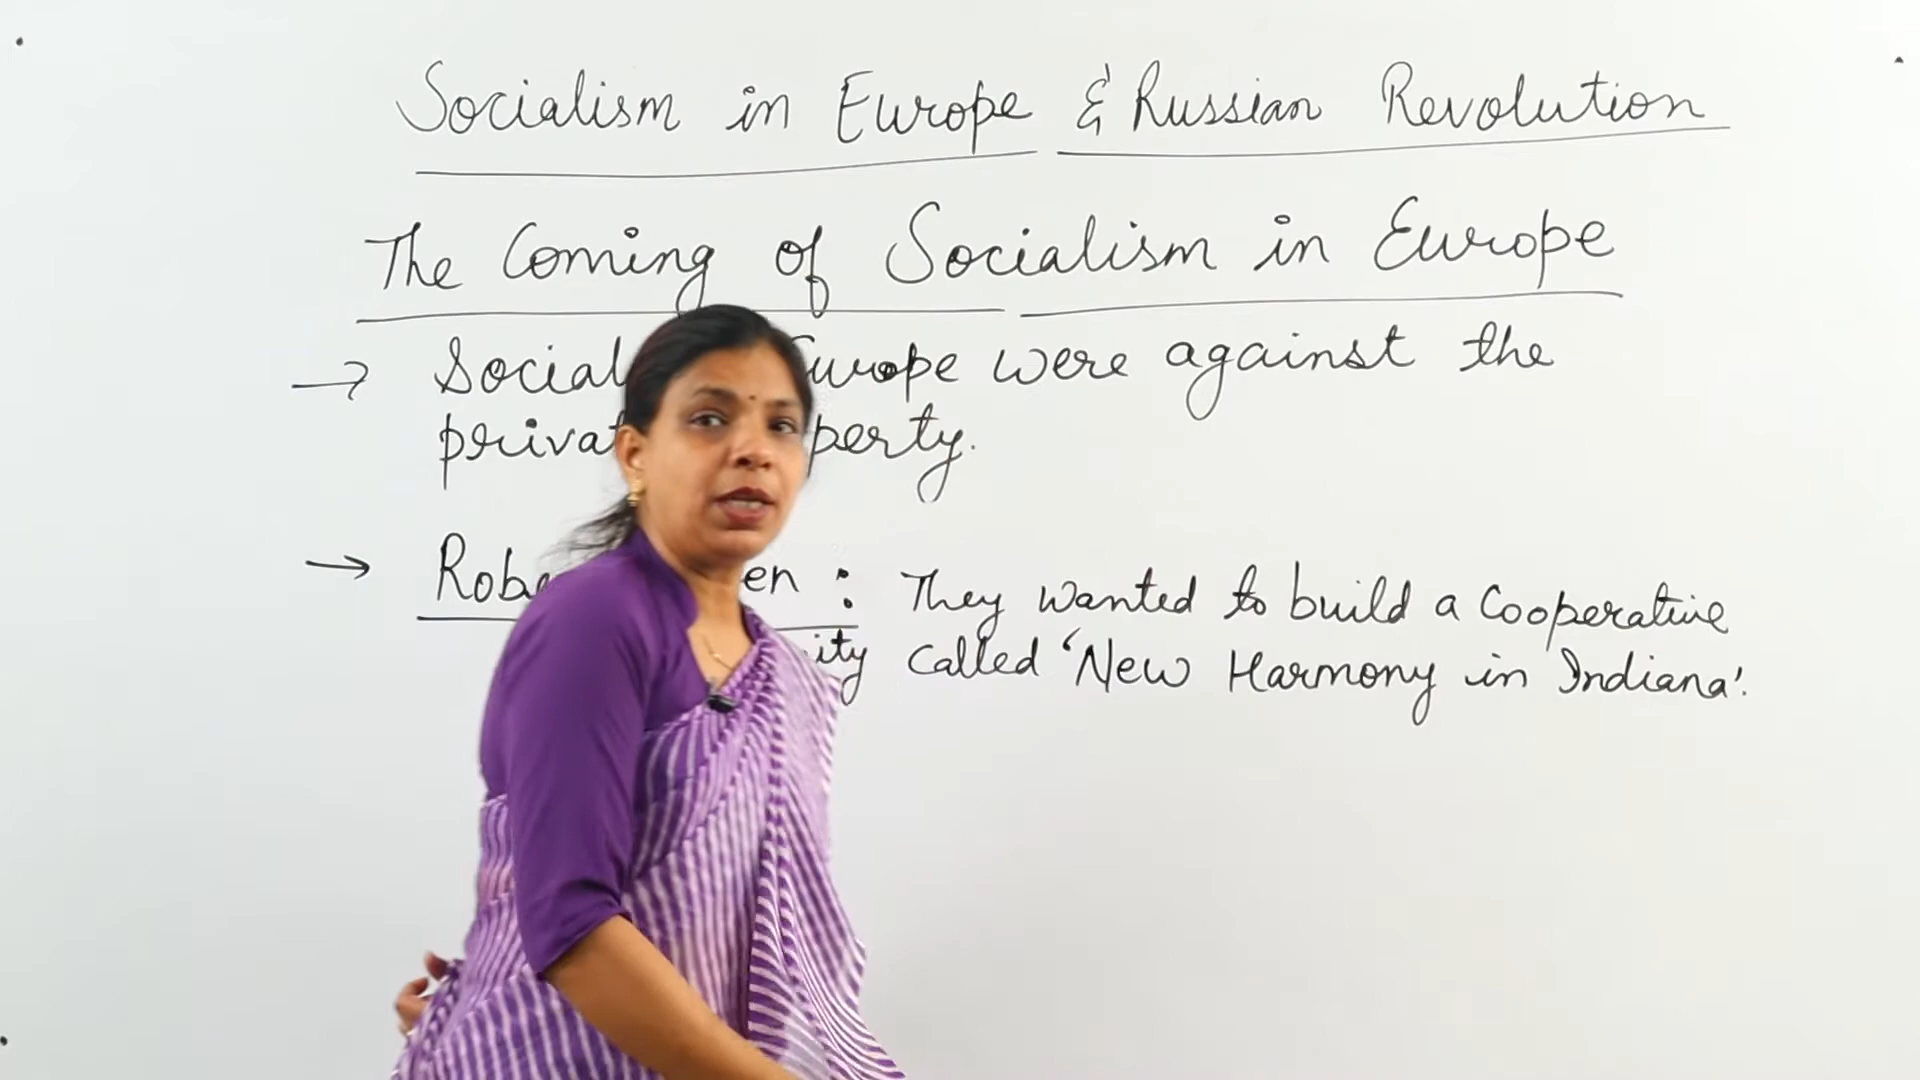 Socialism in Europe & Russian Revolution
The Coming of Socialism in Europe
→ Social Europe were against the
privat perty.
→ Robe en : They wanted to build a Cooperative
ity called 'New Harmony in Indiana'.